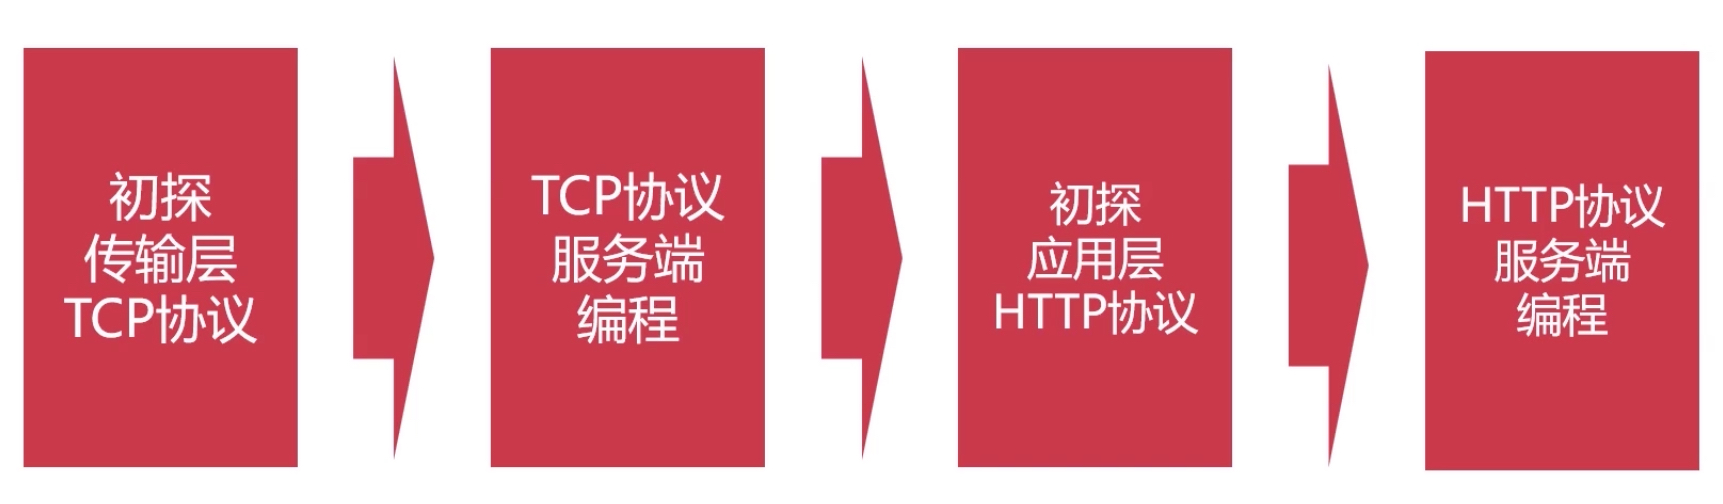 初探
传输层
TCP协议
TCP协议
服务端
编程
初探
应用层
HTTP协议
HTTP协议
服务端
编程